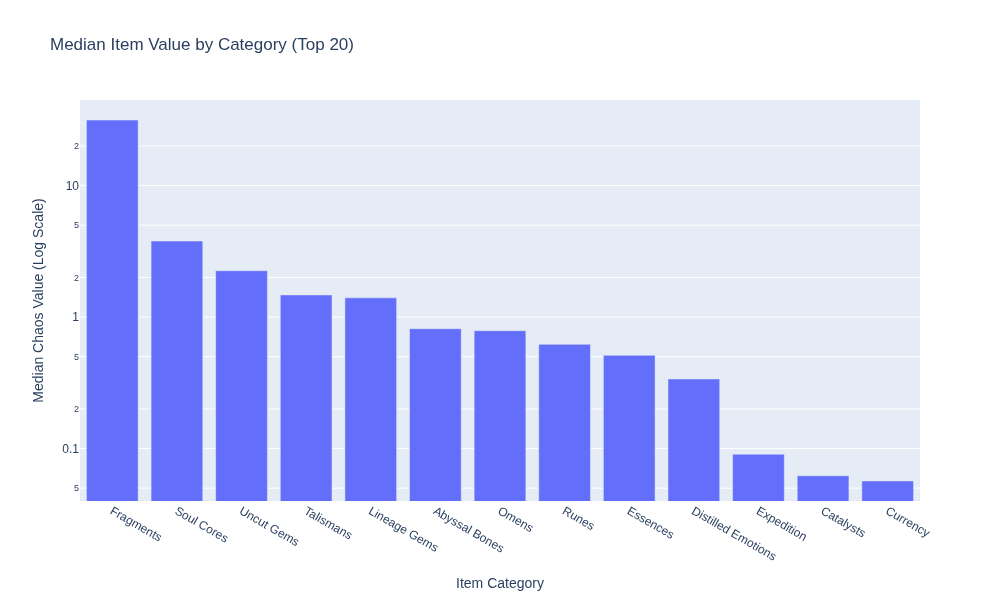 Median Item Value by Category (Top 20)
Median Chaos Value (Log Scale)
2
10
5
2
1
5
2
0.1
5
Fragments
Soul Cores
Uncut Gems
Talismans
Lineage Gems
Abyssal Bones
Omens
Runes
Essences
Distilled Emotions
Expedition
Catalysts
Currency
Item Category